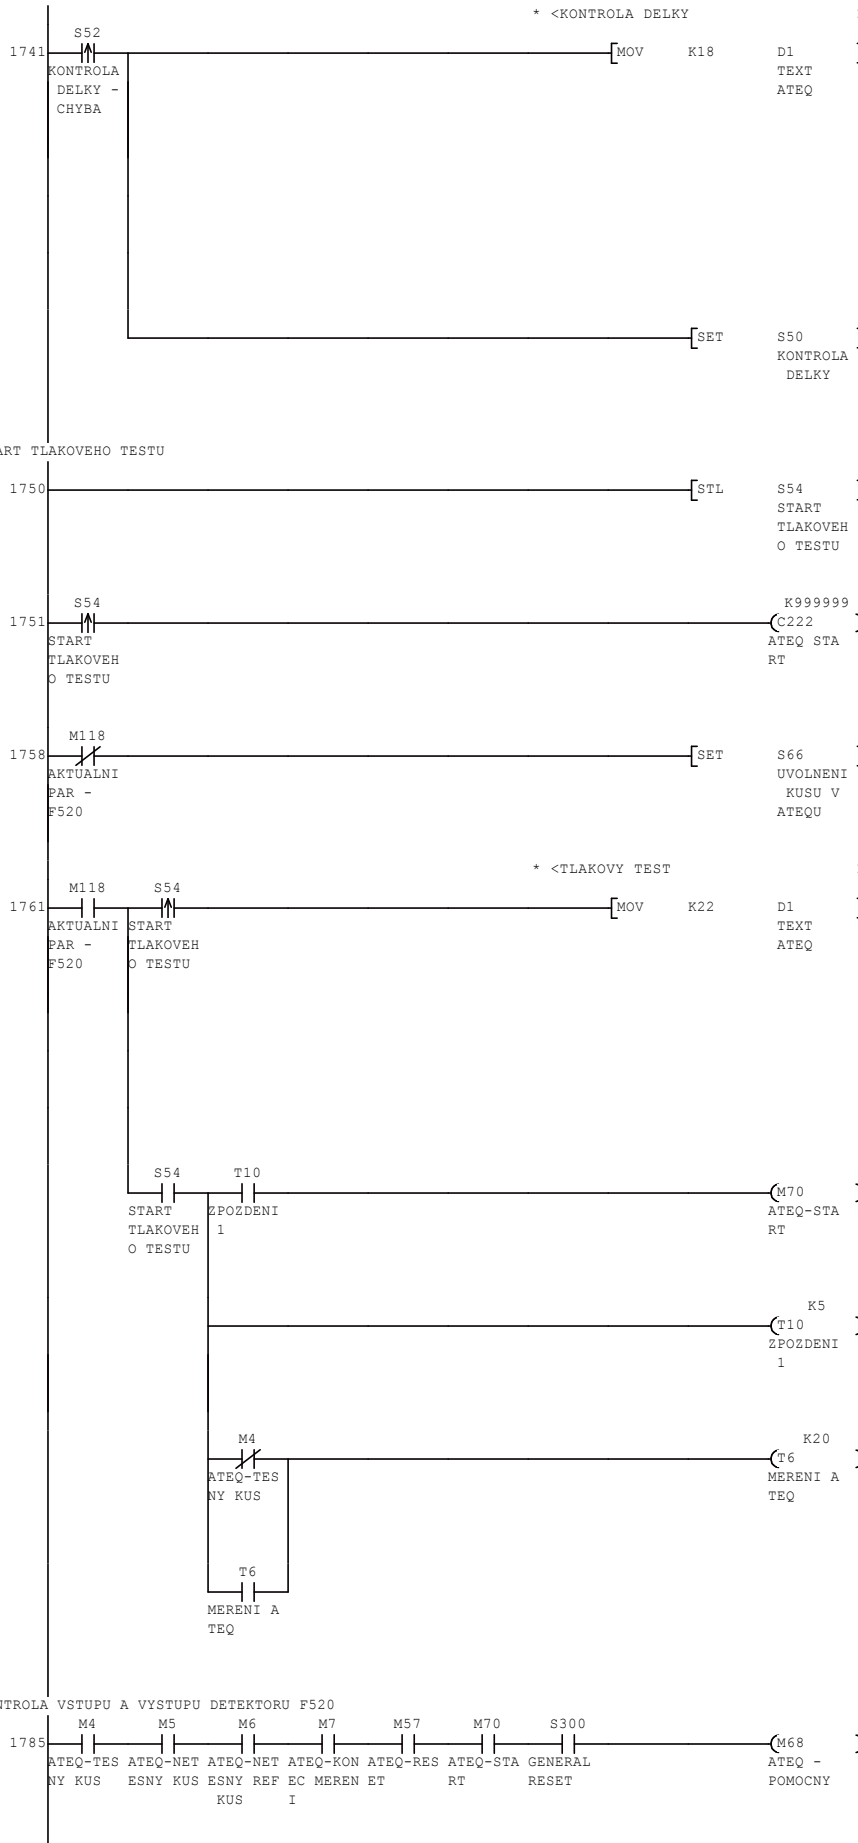 * <KONTROLA DELKY
S52
1741 MOV K18 D1
KONTROLA TEXT
DELKY - ATEQ
CHYBA
SET S50
KONTROLA
DELKY
ART TLAKOVEHO TESTU
1750 STL S54
START
TLAKOVEH
O TESTU
S54 K999999
1751 C222
START ATEQ STA
TLAKOVEH RT
O TESTU
M118
1758 SET S66
AKTUALNI UVOLNENI
PAR - KUSU V
F520 ATEQU
* <TLAKOVY TEST
M118 S54
1761 MOV K22 D1
AKTUALNI START TEXT
PAR - TLAKOVEH ATEQ
F520 O TESTU
S54 T10
M70
START ZPOZDENI ATEQ-STA
TLAKOVEH 1 RT
O TESTU
K5
T10
ZPOZDENI
1
M4 K20
T6
ATEQ-TES MERENI A
NY KUS TEQ
T6
MERENI A
TEQ
NTROLA VSTUPU A VYSTUPU DETEKTORU F520
M4 M5 M6 M7 M57 M70 S300
1785 M68
ATEQ-TES ATEQ-NET ATEQ-NET ATEQ-KON ATEQ-RES ATEQ-STA GENERAL ATEQ -
NY KUS ESNY KUS ESNY REF EC MEREN ET RT RESET POMOCNY
KUS I